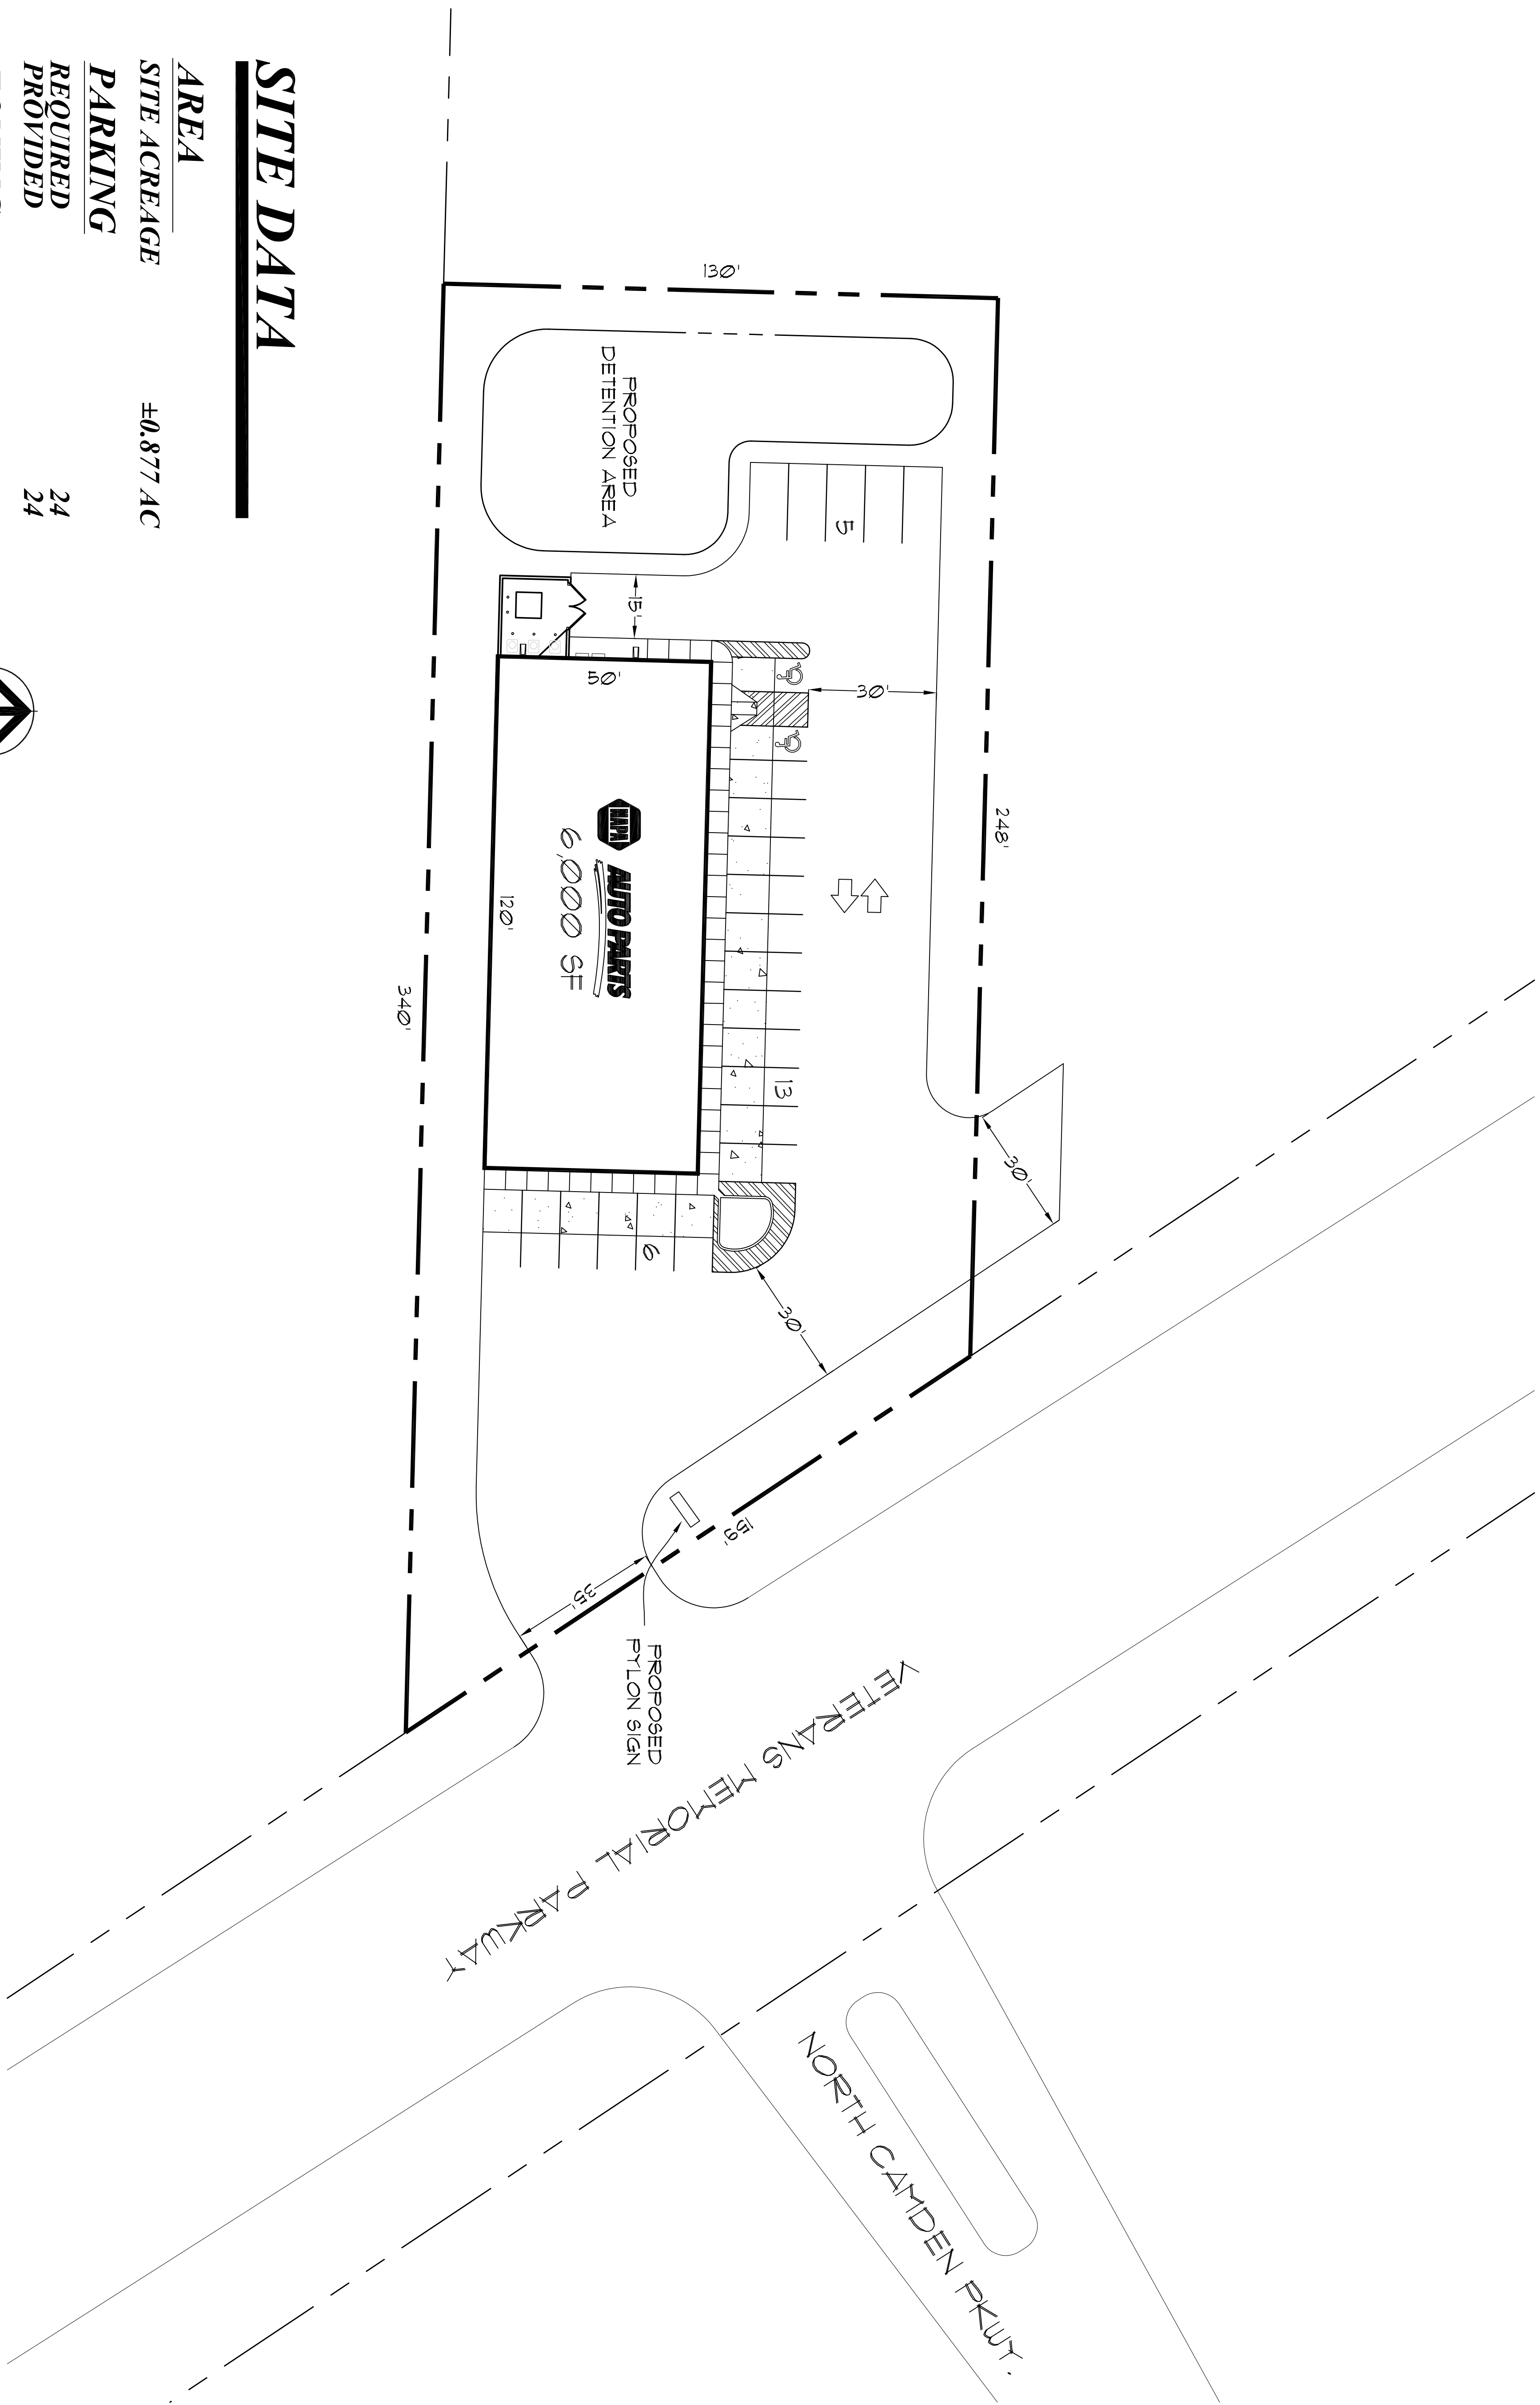 SITE DATA
AREA
SITE ACREAGE ±0.877 AC
PARKING
REQUIRED 24
PROVIDED 24
130'
PROPOSED
DETENTION AREA
5
15'
50'
30'
248'
NAPA AUTO PARTS
6,000 SF
120'
340'
13
30'
6
30'
159'
35'
PROPOSED
PYLON SIGN
VETERANS MEMORIAL PARKWAY
NORTH CAMDEN PKWY.